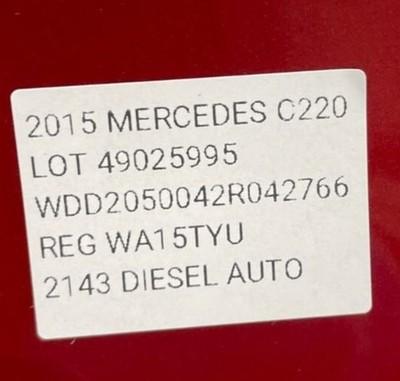 2015 MERCEDES C220
LOT 49025995
WDD2050042R042766
REG WA15TYU
2143 DIESEL AUTO